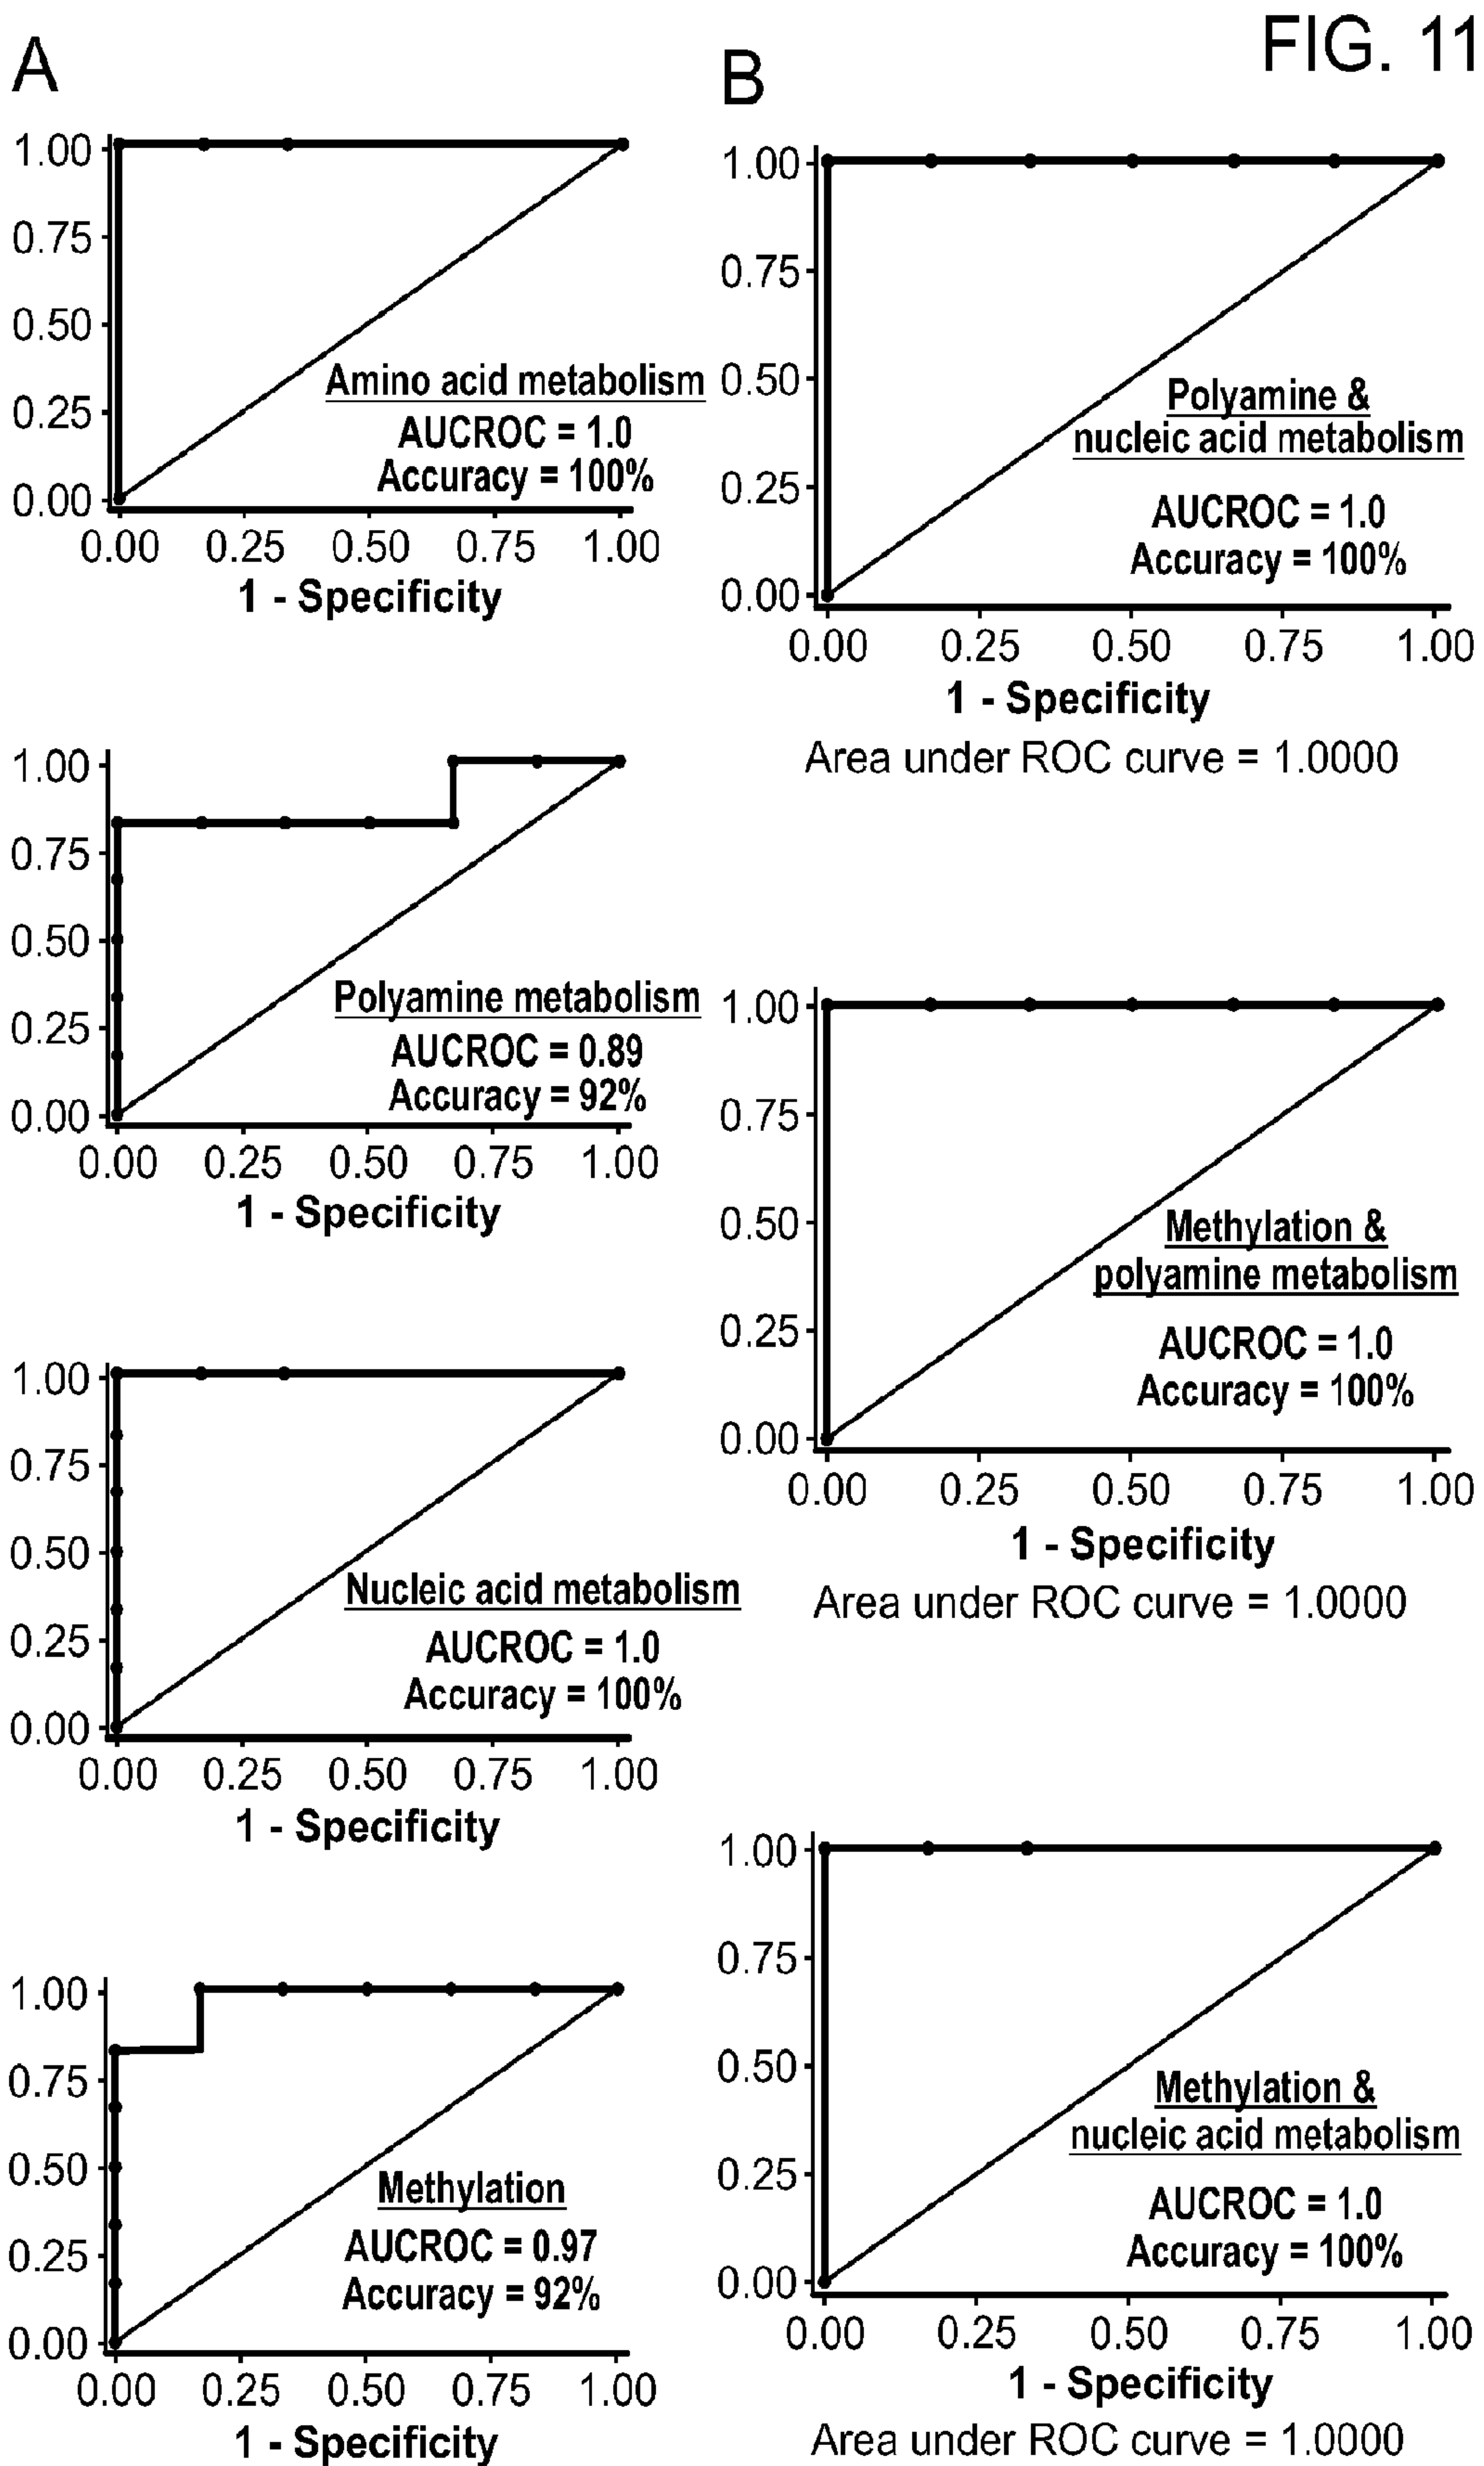 FIG. 11
A
1.00
0.75
0.50
0.25
0.00
Amino acid metabolism
AUCROC = 1.0
Accuracy = 100%
0.00 0.25 0.50 0.75 1.00
1 - Specificity
1.00
0.75
0.50
0.25
0.00
Polyamine metabolism
AUCROC = 0.89
Accuracy = 92%
0.00 0.25 0.50 0.75 1.00
1 - Specificity
1.00
0.75
0.50
0.25
0.00
Nucleic acid metabolism
AUCROC = 1.0
Accuracy = 100%
0.00 0.25 0.50 0.75 1.00
1 - Specificity
1.00
0.75
0.50
0.25
0.00
Methylation
AUCROC = 0.97
Accuracy = 92%
0.00 0.25 0.50 0.75 1.00
1 - Specificity
B
1.00
0.75
0.50
0.25
0.00
Polyamine &
nucleic acid metabolism
AUCROC = 1.0
Accuracy = 100%
0.00 0.25 0.50 0.75 1.00
1 - Specificity
Area under ROC curve = 1.0000
1.00
0.75
0.50
0.25
0.00
Methylation &
polyamine metabolism
AUCROC = 1.0
Accuracy = 100%
0.00 0.25 0.50 0.75 1.00
1 - Specificity
Area under ROC curve = 1.0000
1.00
0.75
0.50
0.25
0.00
Methylation &
nucleic acid metabolism
AUCROC = 1.0
Accuracy = 100%
0.00 0.25 0.50 0.75 1.00
1 - Specificity
Area under ROC curve = 1.0000